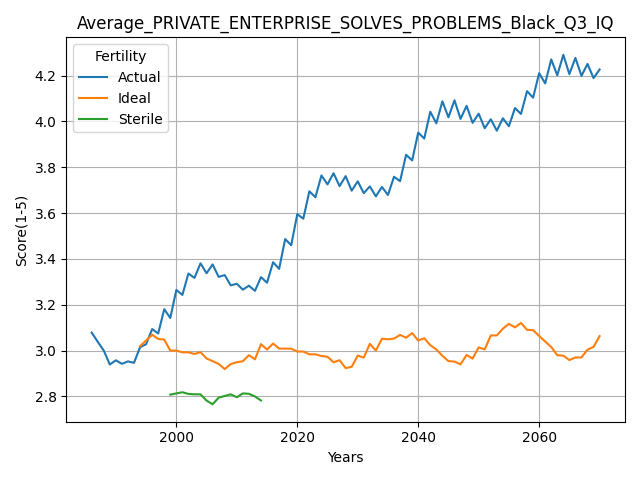 Average_PRIVATE_ENTERPRISE_SOLVES_PROBLEMS_Black_Q3_IQ
Fertility
Actual
Ideal
Sterile
Score(1-5)
4.2
4.0
3.8
3.6
3.4
3.2
3.0
2.8
2000 2020 2040 2060
Years